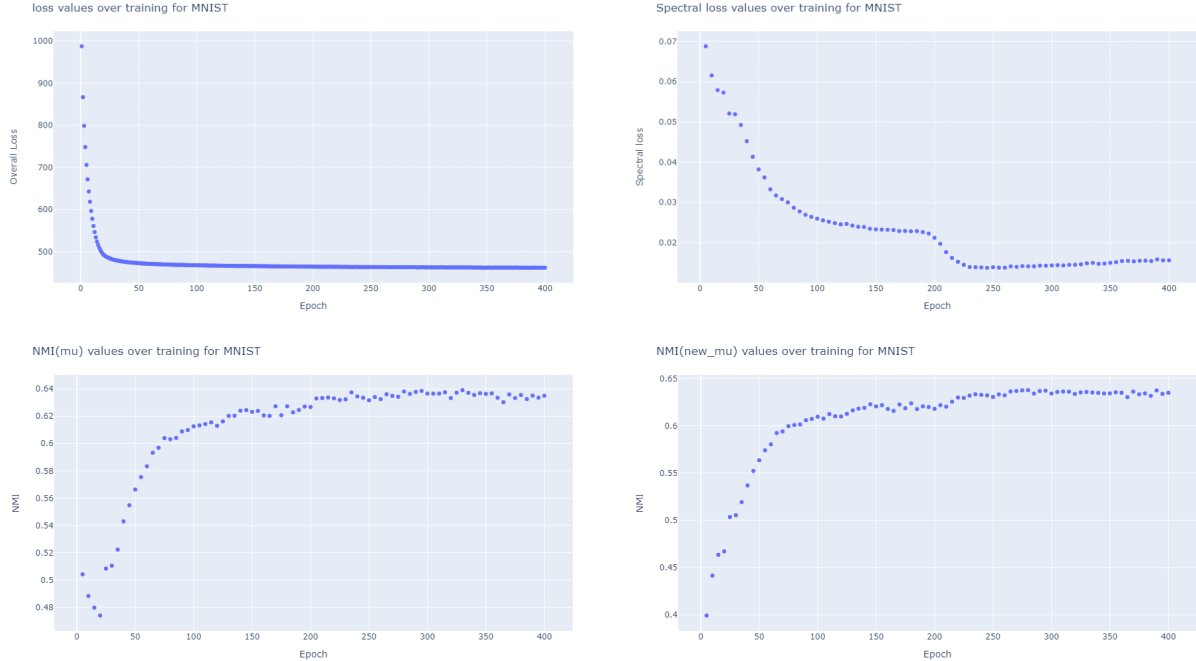 loss values over training for MNIST
1000
900
800
700
600
500
Overall Loss
0 50 100 150 200 250 300 350 400
Epoch
Spectral loss values over training for MNIST
0.07
0.06
0.05
0.04
0.03
0.02
Spectral loss
0 50 100 150 200 250 300 350 400
Epoch
NMI(mu) values over training for MNIST
0.64
0.62
0.6
0.58
0.56
0.54
0.52
0.5
0.48
NMI
0 50 100 150 200 250 300 350 400
Epoch
NMI(new_mu) values over training for MNIST
0.65
0.6
0.55
0.5
0.45
0.4
NMI
0 50 100 150 200 250 300 350 400
Epoch